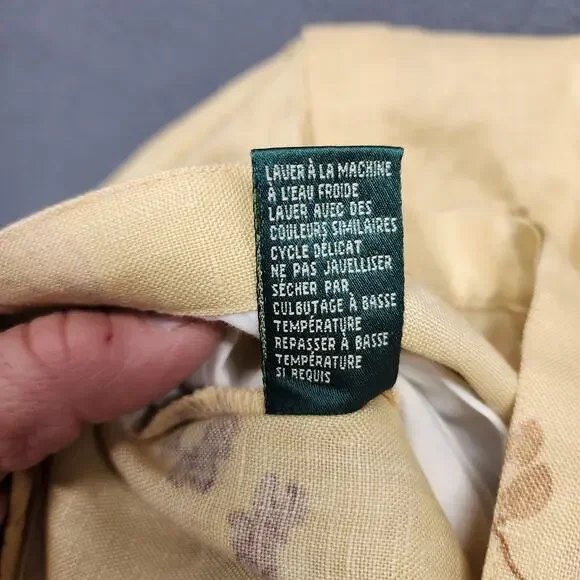 LAVER À LA MACHINE
À L'EAU FROIDE
LAVER AVEC DES
COULEURS SIMILAIRES
CYCLE DÉLICAT
NE PAS JAVELLISER
SÉCHER PAR
CULBUTAGE À BASSE
TEMPÉRATURE
REPASSER À BASSE
TEMPÉRATURE
SI REQUIS